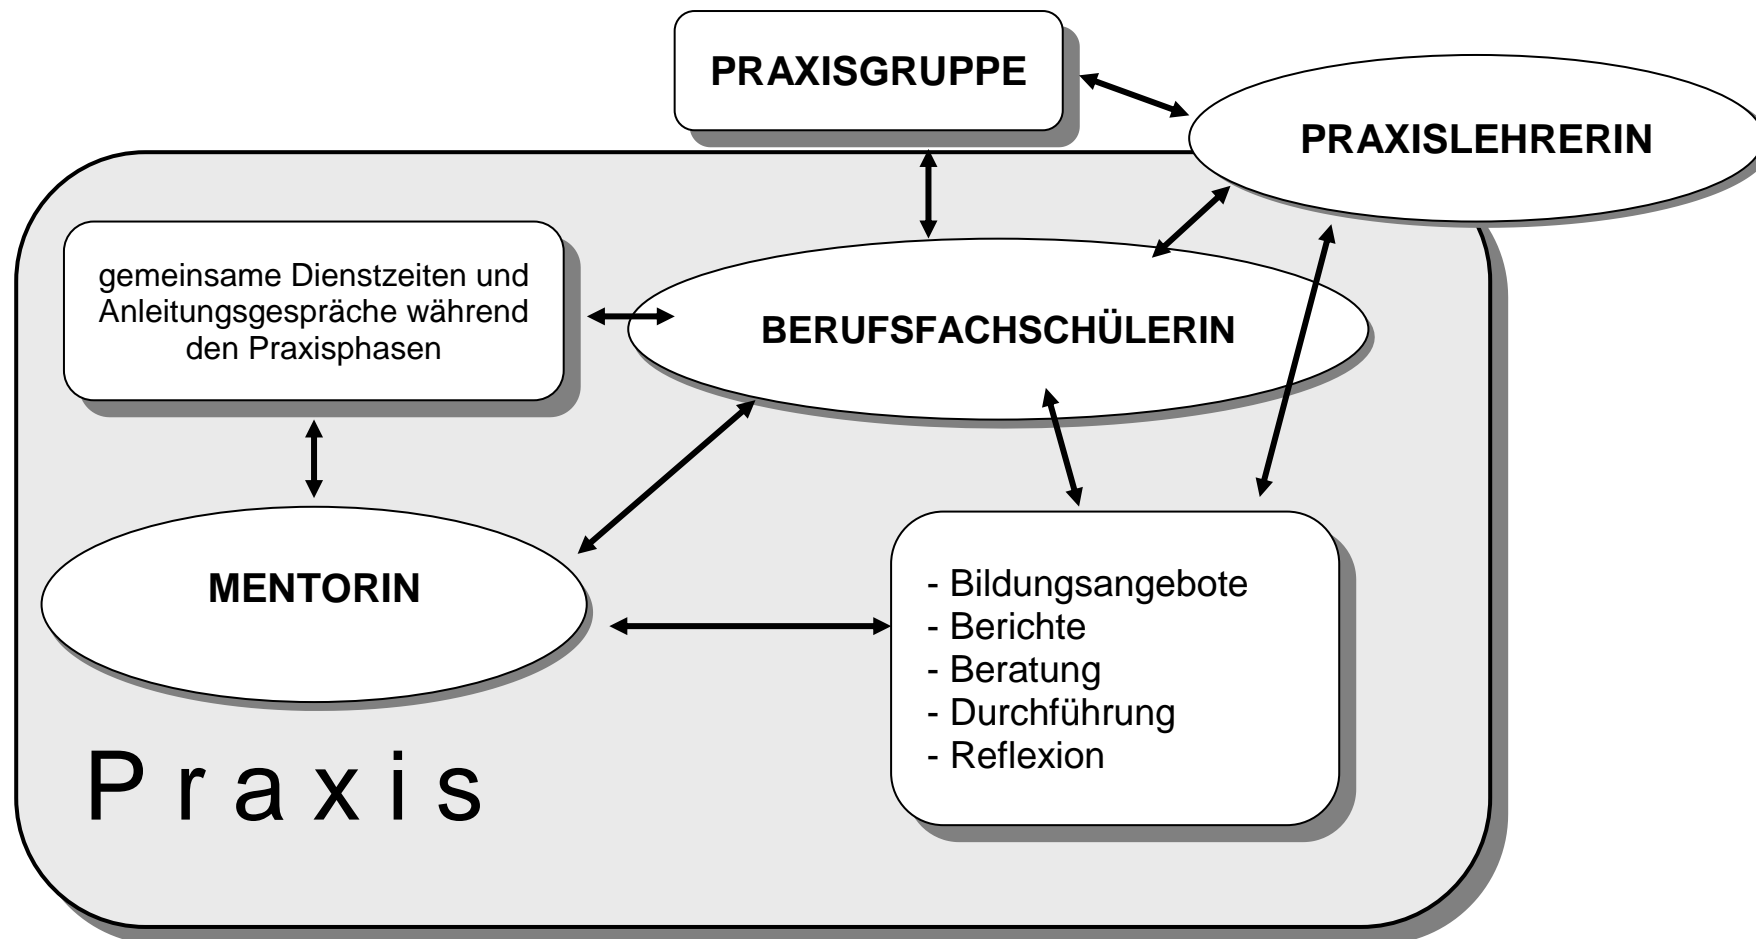 PRAXISGRUPPE
PRAXISLEHRERIN
gemeinsame Dienstzeiten und
Anleitungsgespräche während
den Praxisphasen
BERUFSFACHSCHÜLERIN
MENTORIN
- Bildungsangebote
- Berichte
- Beratung
- Durchführung
- Reflexion
P r a x i s